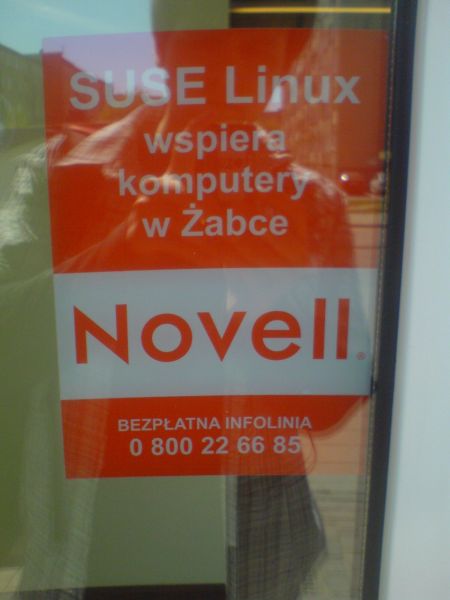 SUSE Linux
wspiera
komputery
w Żabce
Novell®
BEZPŁATNA INFOLINIA
0 800 22 66 85